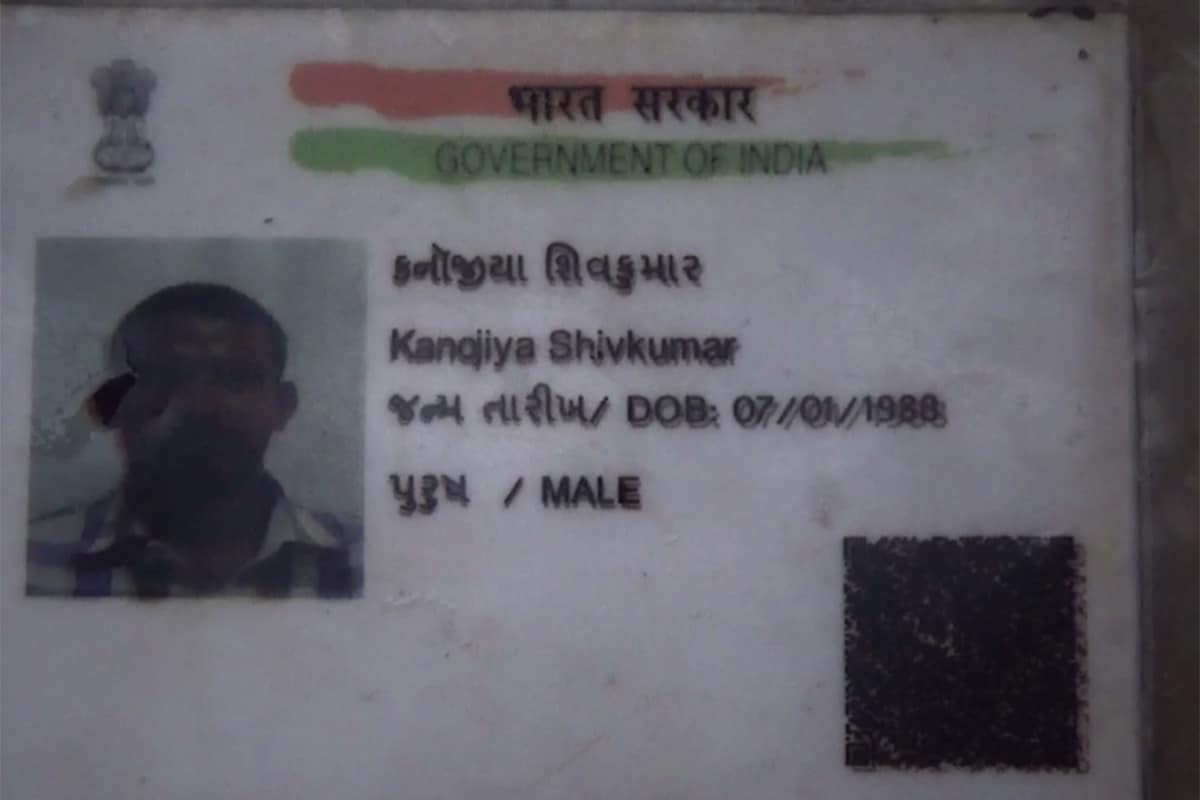 भारत सरकार
GOVERNMENT OF INDIA
કનોજીયા શિવકુમાર
Kanojiya Shivkumar
જન્મ તારીખ/ DOB: 07/01/1988
પુરુષ / MALE